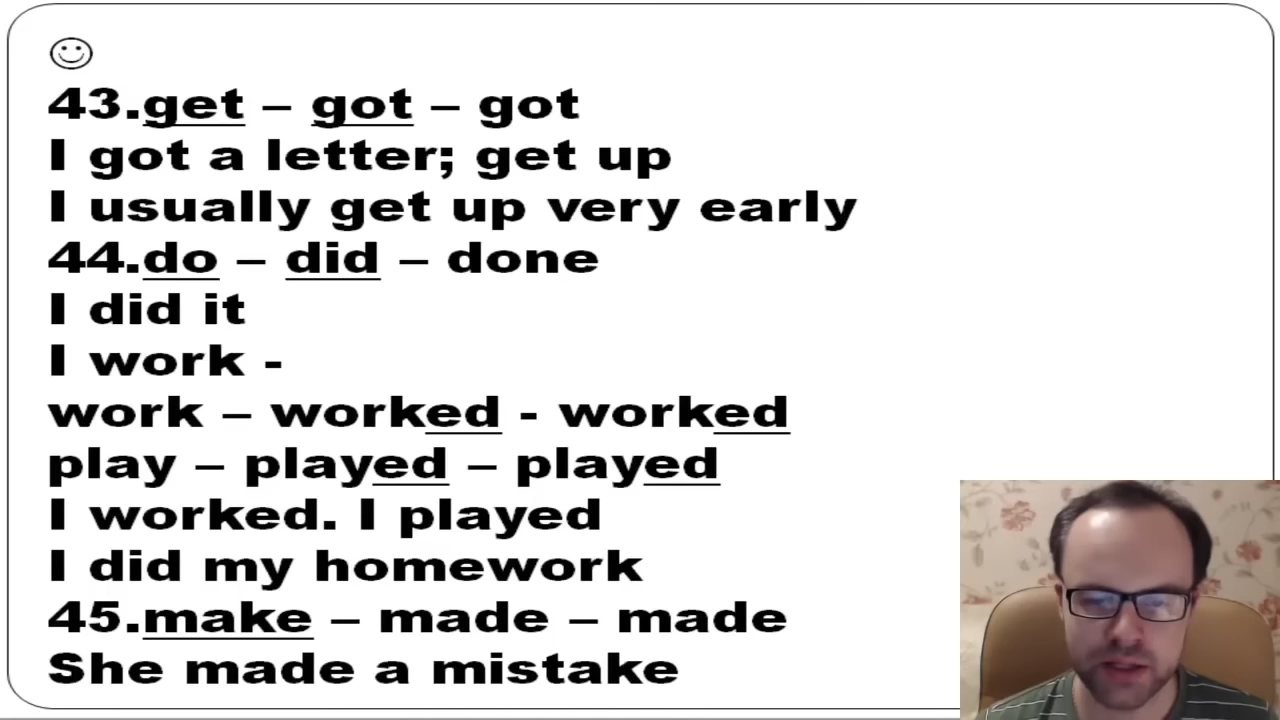 43.get – got – got
I got a letter; get up
I usually get up very early
44.do – did – done
I did it
I work -
work – worked - worked
play – played – played
I worked. I played
I did my homework
45.make – made – made
She made a mistake